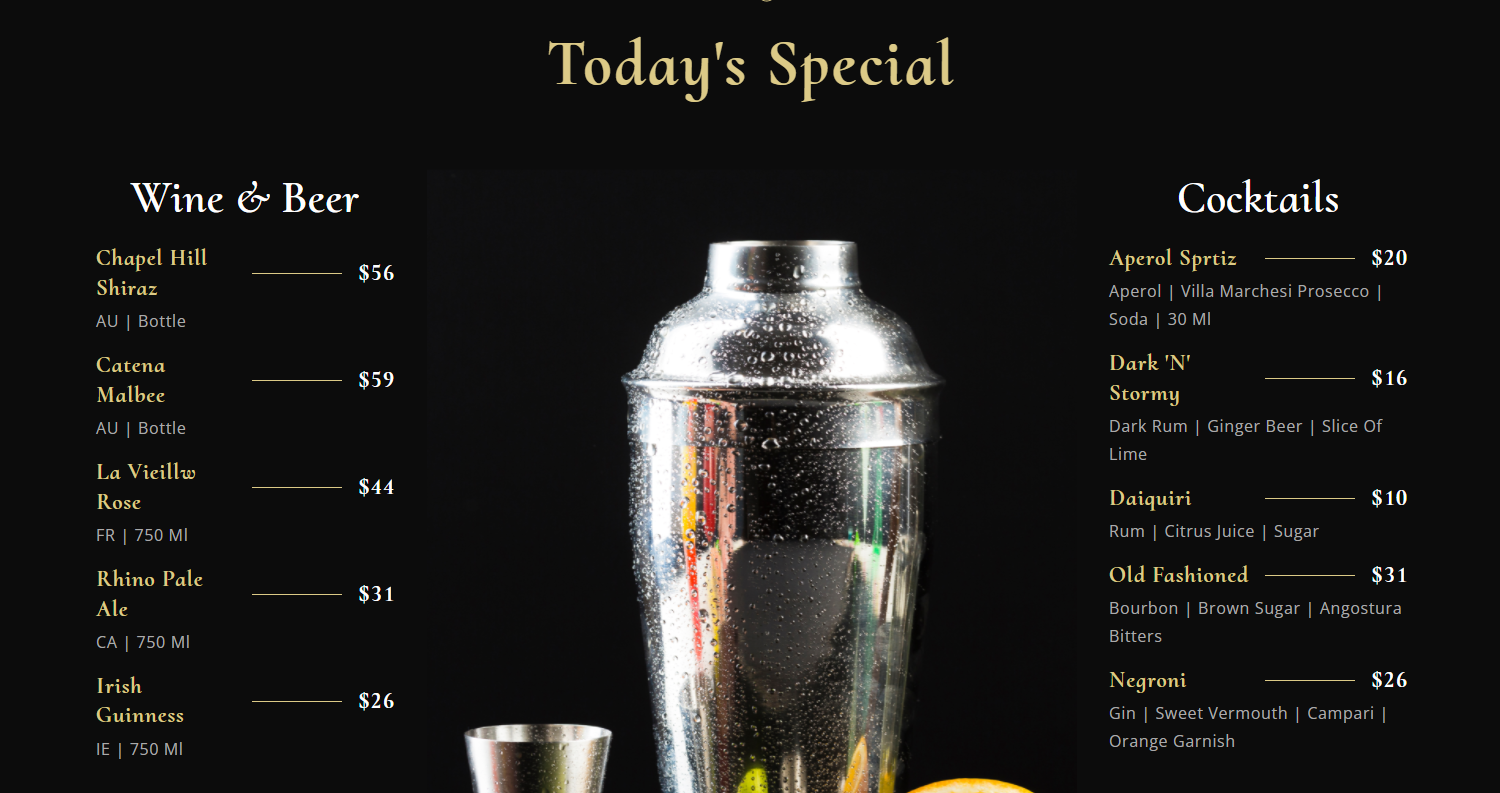 Today's Special
Wine & Beer
Chapel Hill
Shiraz
$56
AU | Bottle
Catena
Malbee
$59
AU | Bottle
La Vieillw
Rose
$44
FR | 750 Ml
Rhino Pale
Ale
$31
CA | 750 Ml
Irish
Guinness
$26
IE | 750 Ml
Cocktails
Aperol Sprtiz $20
Aperol | Villa Marchesi Prosecco |
Soda | 30 Ml
Dark 'N'
Stormy
$16
Dark Rum | Ginger Beer | Slice Of
Lime
Daiquiri $10
Rum | Citrus Juice | Sugar
Old Fashioned $31
Bourbon | Brown Sugar | Angostura
Bitters
Negroni $26
Gin | Sweet Vermouth | Campari |
Orange Garnish